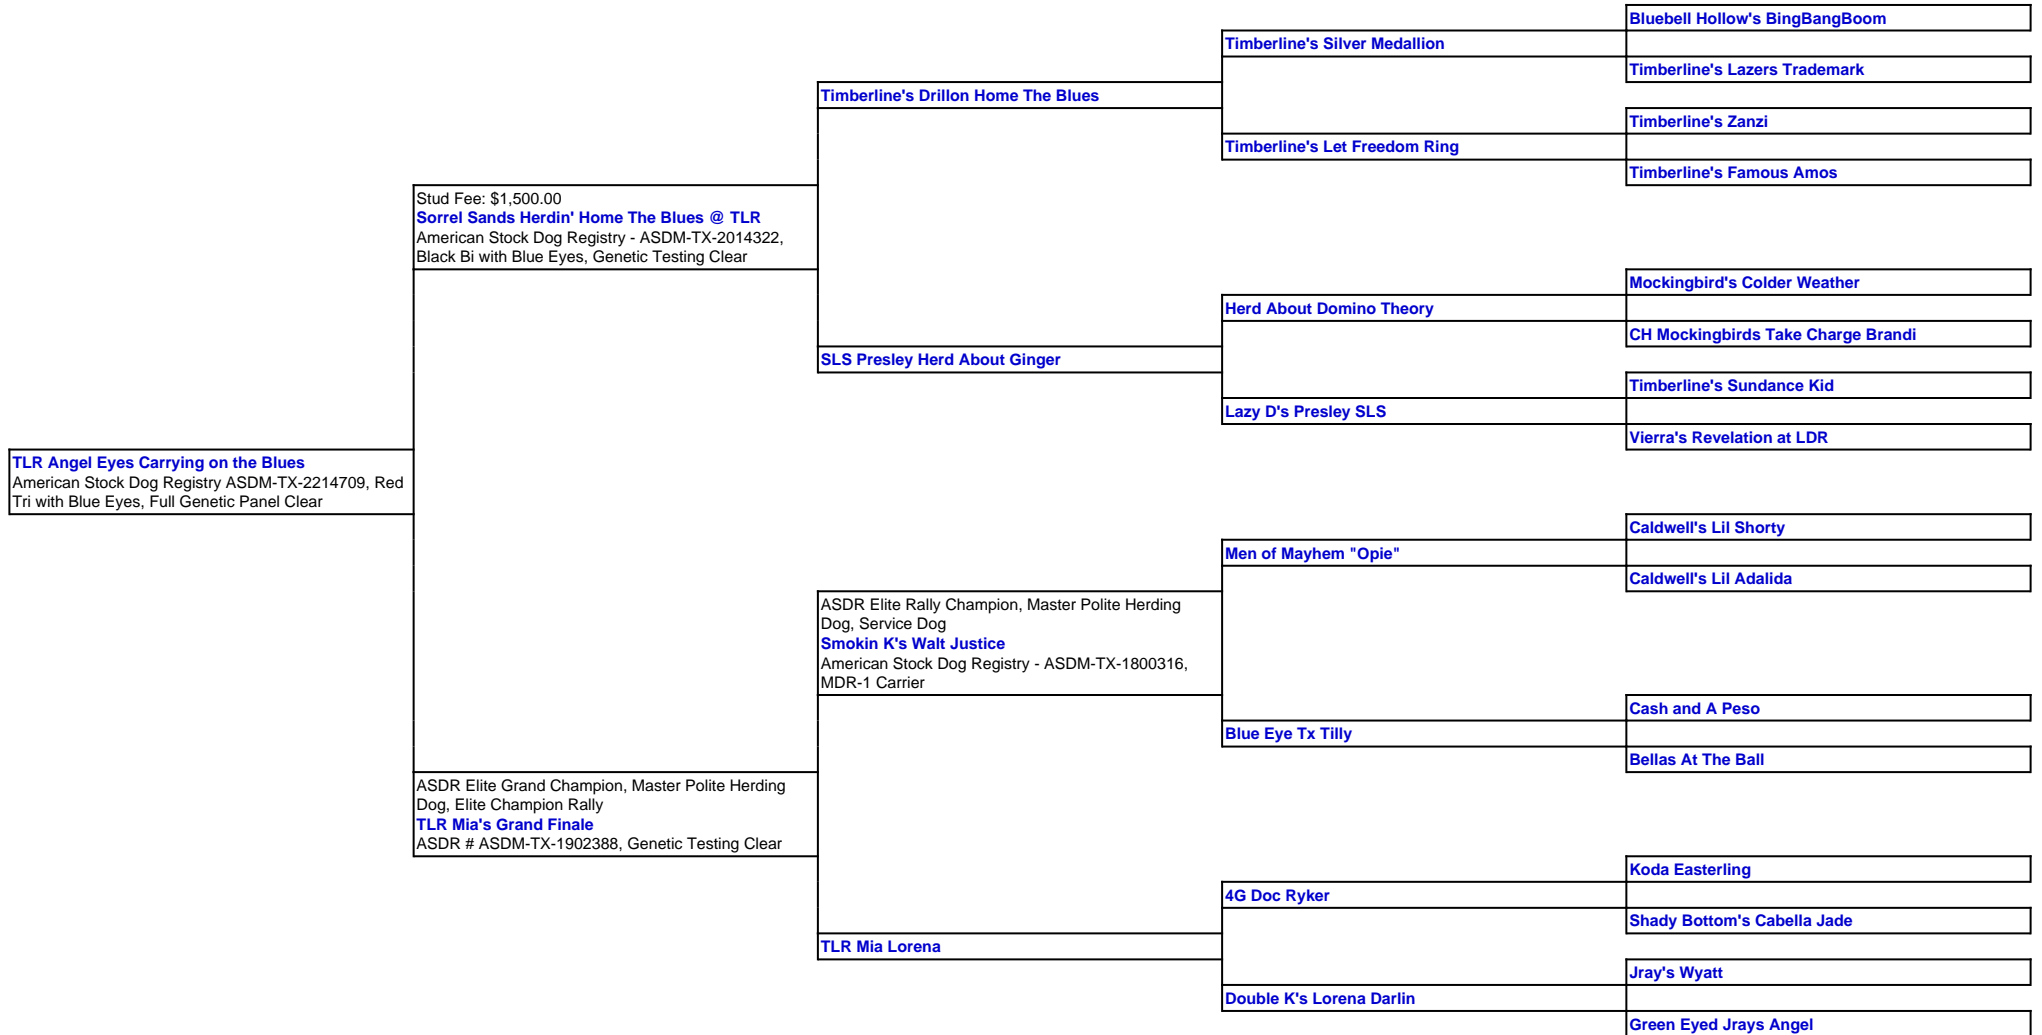 Bluebell Hollow's BingBangBoom
Timberline's Silver Medallion
Timberline's Lazers Trademark
Timberline's Drillon Home The Blues
Timberline's Zanzi
Timberline's Let Freedom Ring
Timberline's Famous Amos
Stud Fee: $1,500.00
Sorrel Sands Herdin' Home The Blues @ TLR
American Stock Dog Registry - ASDM-TX-2014322,
Black Bi with Blue Eyes, Genetic Testing Clear
Mockingbird's Colder Weather
Herd About Domino Theory
CH Mockingbirds Take Charge Brandi
SLS Presley Herd About Ginger
Timberline's Sundance Kid
Lazy D's Presley SLS
Vierra's Revelation at LDR
TLR Angel Eyes Carrying on the Blues
American Stock Dog Registry ASDM-TX-2214709, Red
Tri with Blue Eyes, Full Genetic Panel Clear
Caldwell's Lil Shorty
Men of Mayhem "Opie"
Caldwell's Lil Adalida
ASDR Elite Rally Champion, Master Polite Herding
Dog, Service Dog
Smokin K's Walt Justice
American Stock Dog Registry - ASDM-TX-1800316,
MDR-1 Carrier
Cash and A Peso
Blue Eye Tx Tilly
Bellas At The Ball
ASDR Elite Grand Champion, Master Polite Herding
Dog, Elite Champion Rally
TLR Mia's Grand Finale
ASDR # ASDM-TX-1902388, Genetic Testing Clear
Koda Easterling
4G Doc Ryker
Shady Bottom's Cabella Jade
TLR Mia Lorena
Jray's Wyatt
Double K's Lorena Darlin
Green Eyed Jrays Angel